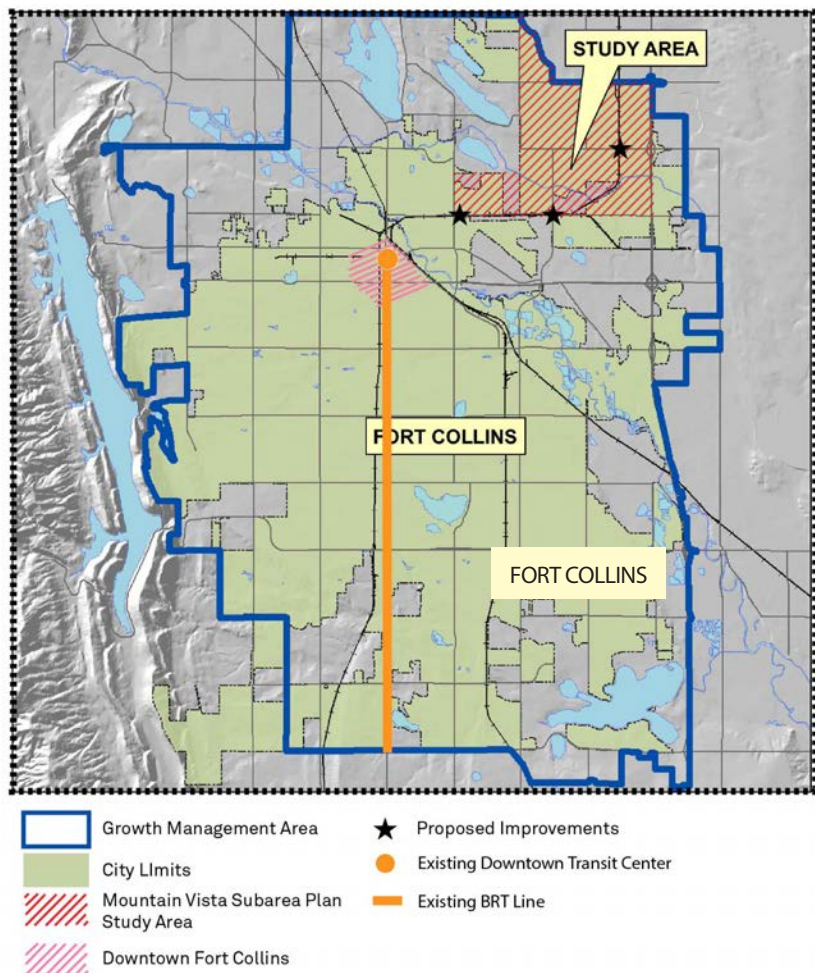 STUDY AREA
FORT COLLINS
FORT COLLINS
Growth Management Area
City LImits
Mountain Vista Subarea Plan
Study Area
Downtown Fort Collins
Proposed Improvements
Existing Downtown Transit Center
Existing BRT Line